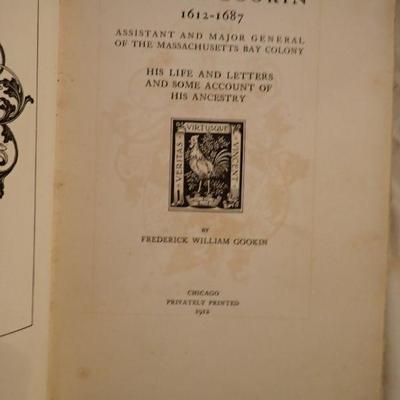 1612-1687
ASSISTANT AND MAJOR GENERAL
OF THE MASSACHUSETTS BAY COLONY
HIS LIFE AND LETTERS
AND SOME ACCOUNT OF
HIS ANCESTRY
VERITAS
VIRTUSQUE
VINCENT
BY
FREDERICK WILLIAM GOOKIN
CHICAGO
PRIVATELY PRINTED
1912